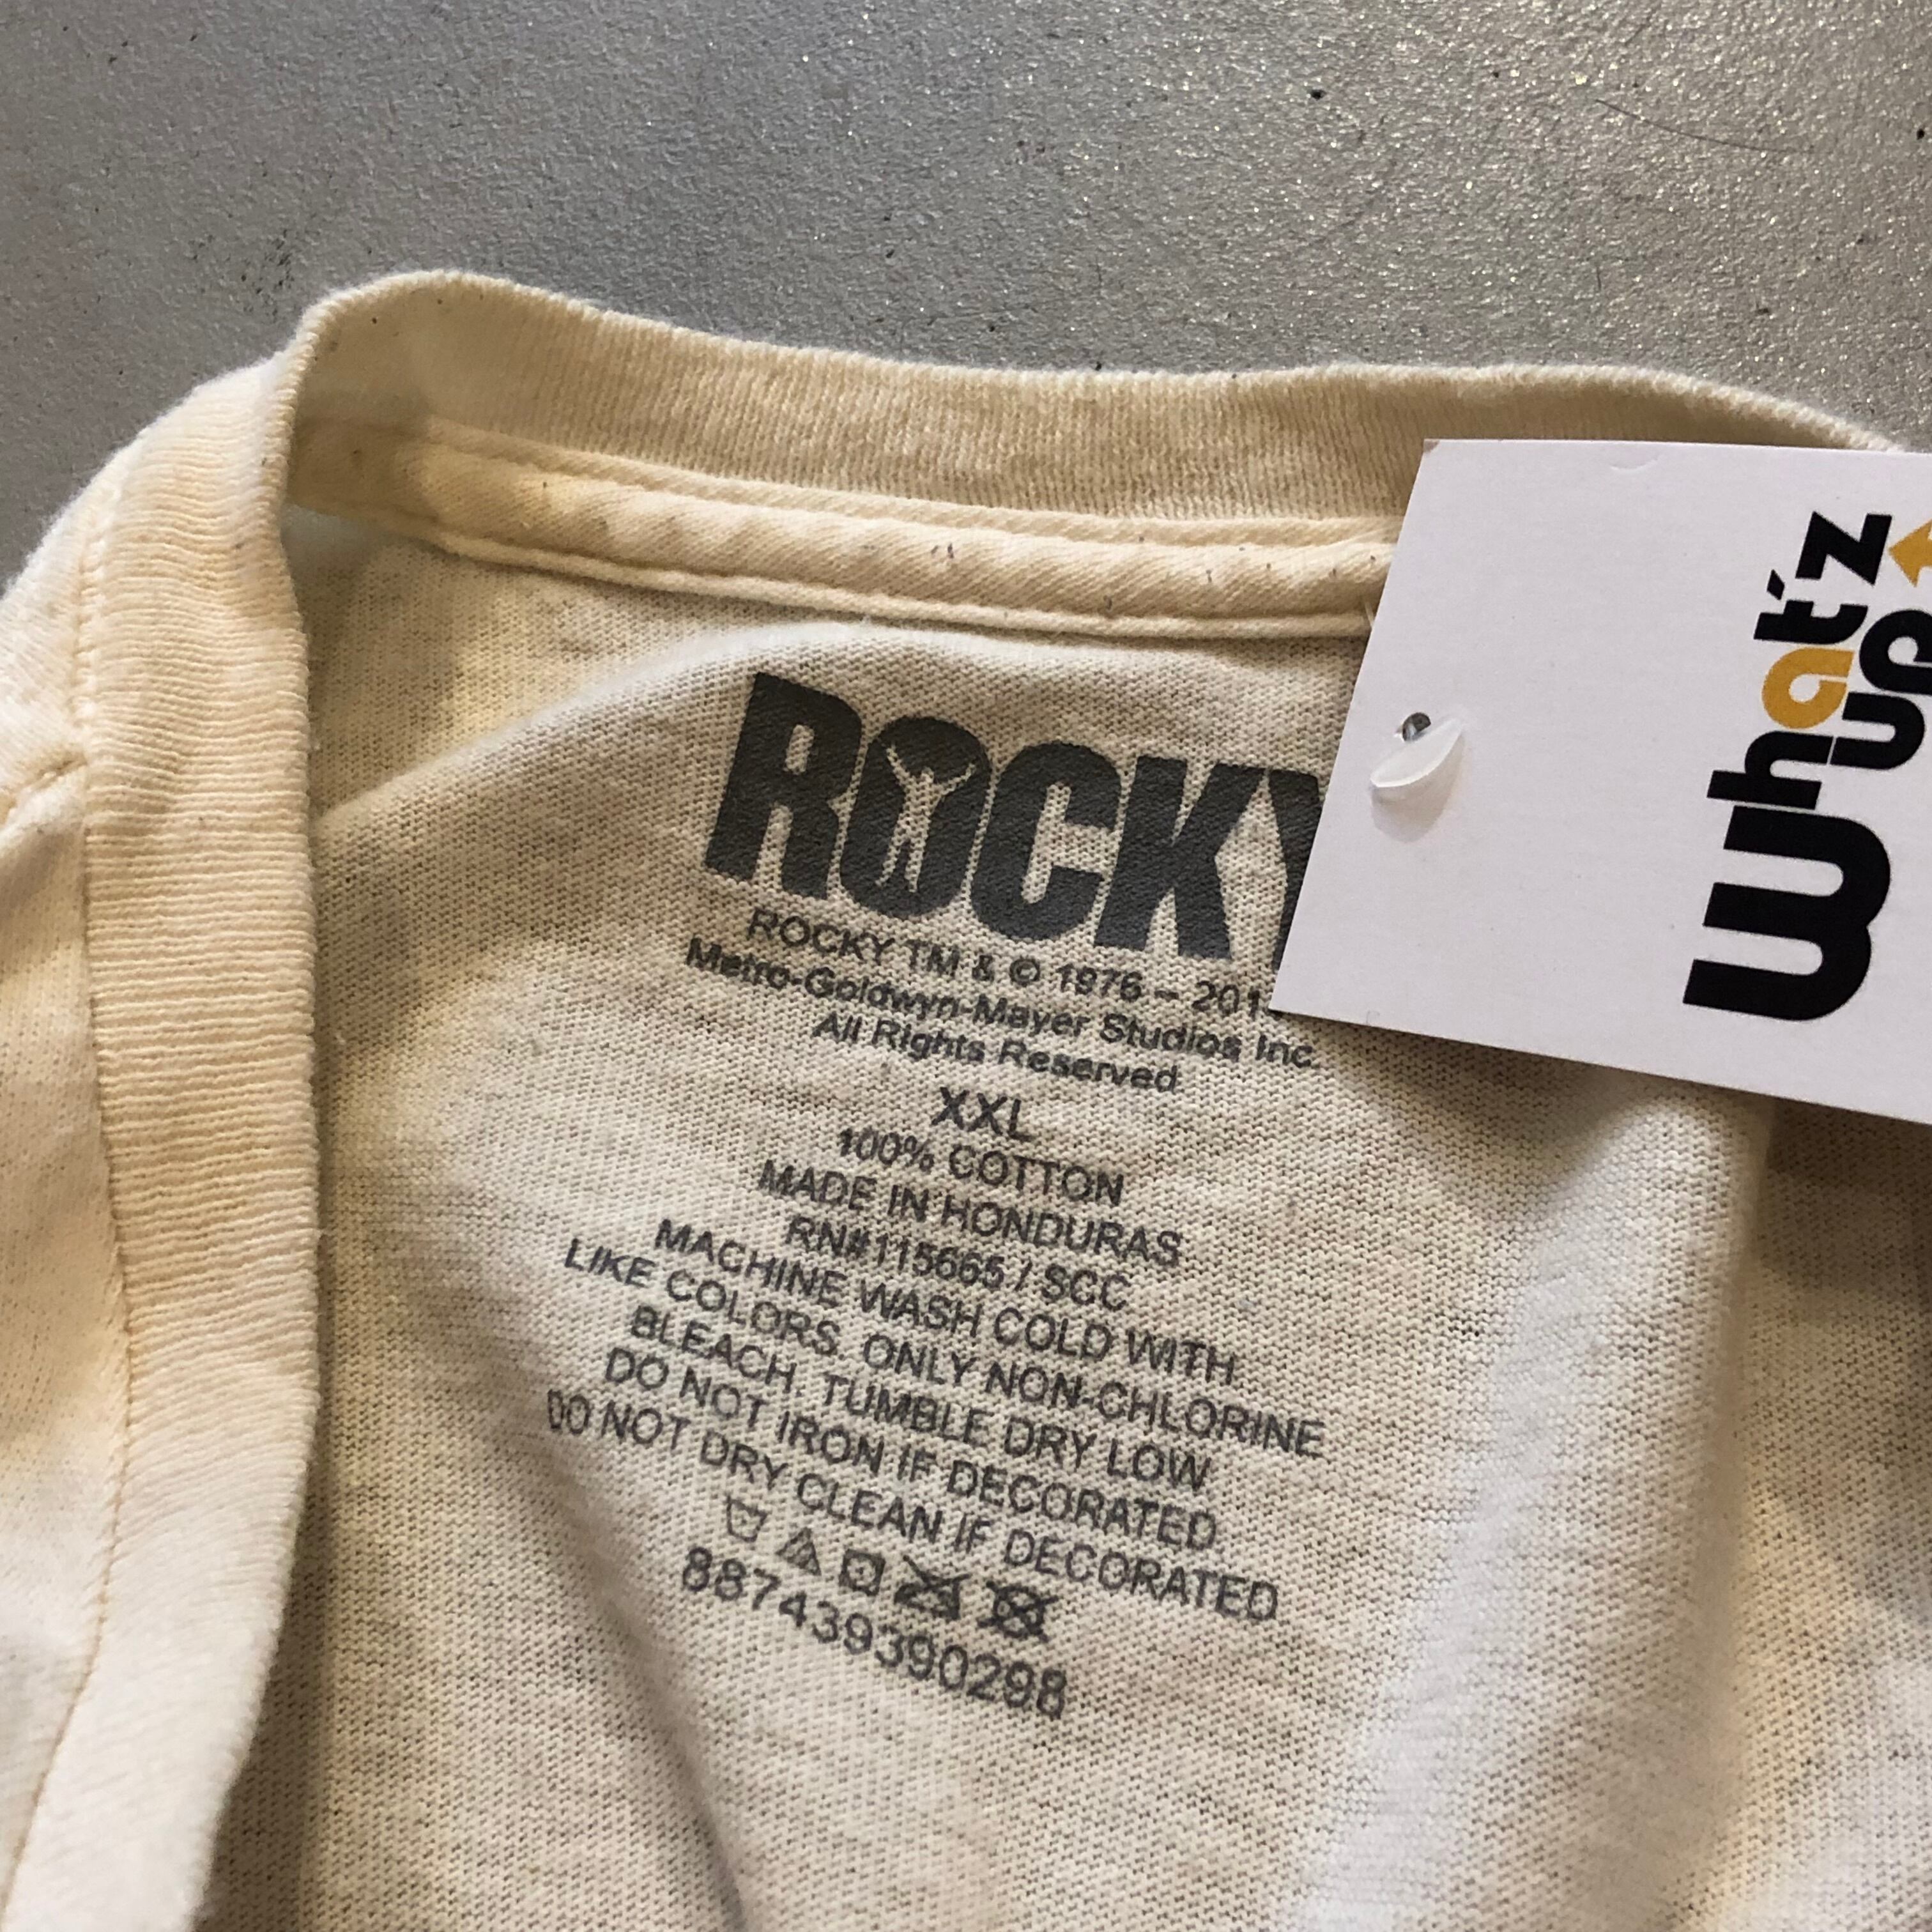 ROCKY
ROCKY TM & © 1976 – 201
Metro-Goldwyn-Mayer Studios Inc.
All Rights Reserved
XXL
100% COTTON
MADE IN HONDURAS
RN#115665 / SCC
MACHINE WASH COLD WITH
LIKE COLORS. ONLY NON-CHLORINE
BLEACH. TUMBLE DRY LOW
DO NOT IRON IF DECORATED.
DO NOT DRY CLEAN IF DECORATED
887439390298
What'z
up